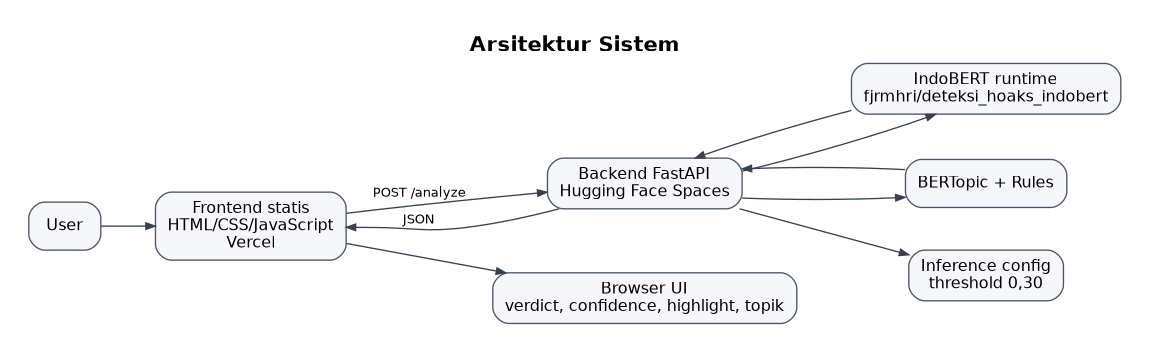 Arsitektur Sistem
User
Frontend statis
HTML/CSS/JavaScript
Vercel
POST /analyze
JSON
Backend FastAPI
Hugging Face Spaces
IndoBERT runtime
fjrmhri/deteksi_hoaks_indobert
BERTopic + Rules
Inference config
threshold 0,30
Browser UI
verdict, confidence, highlight, topik